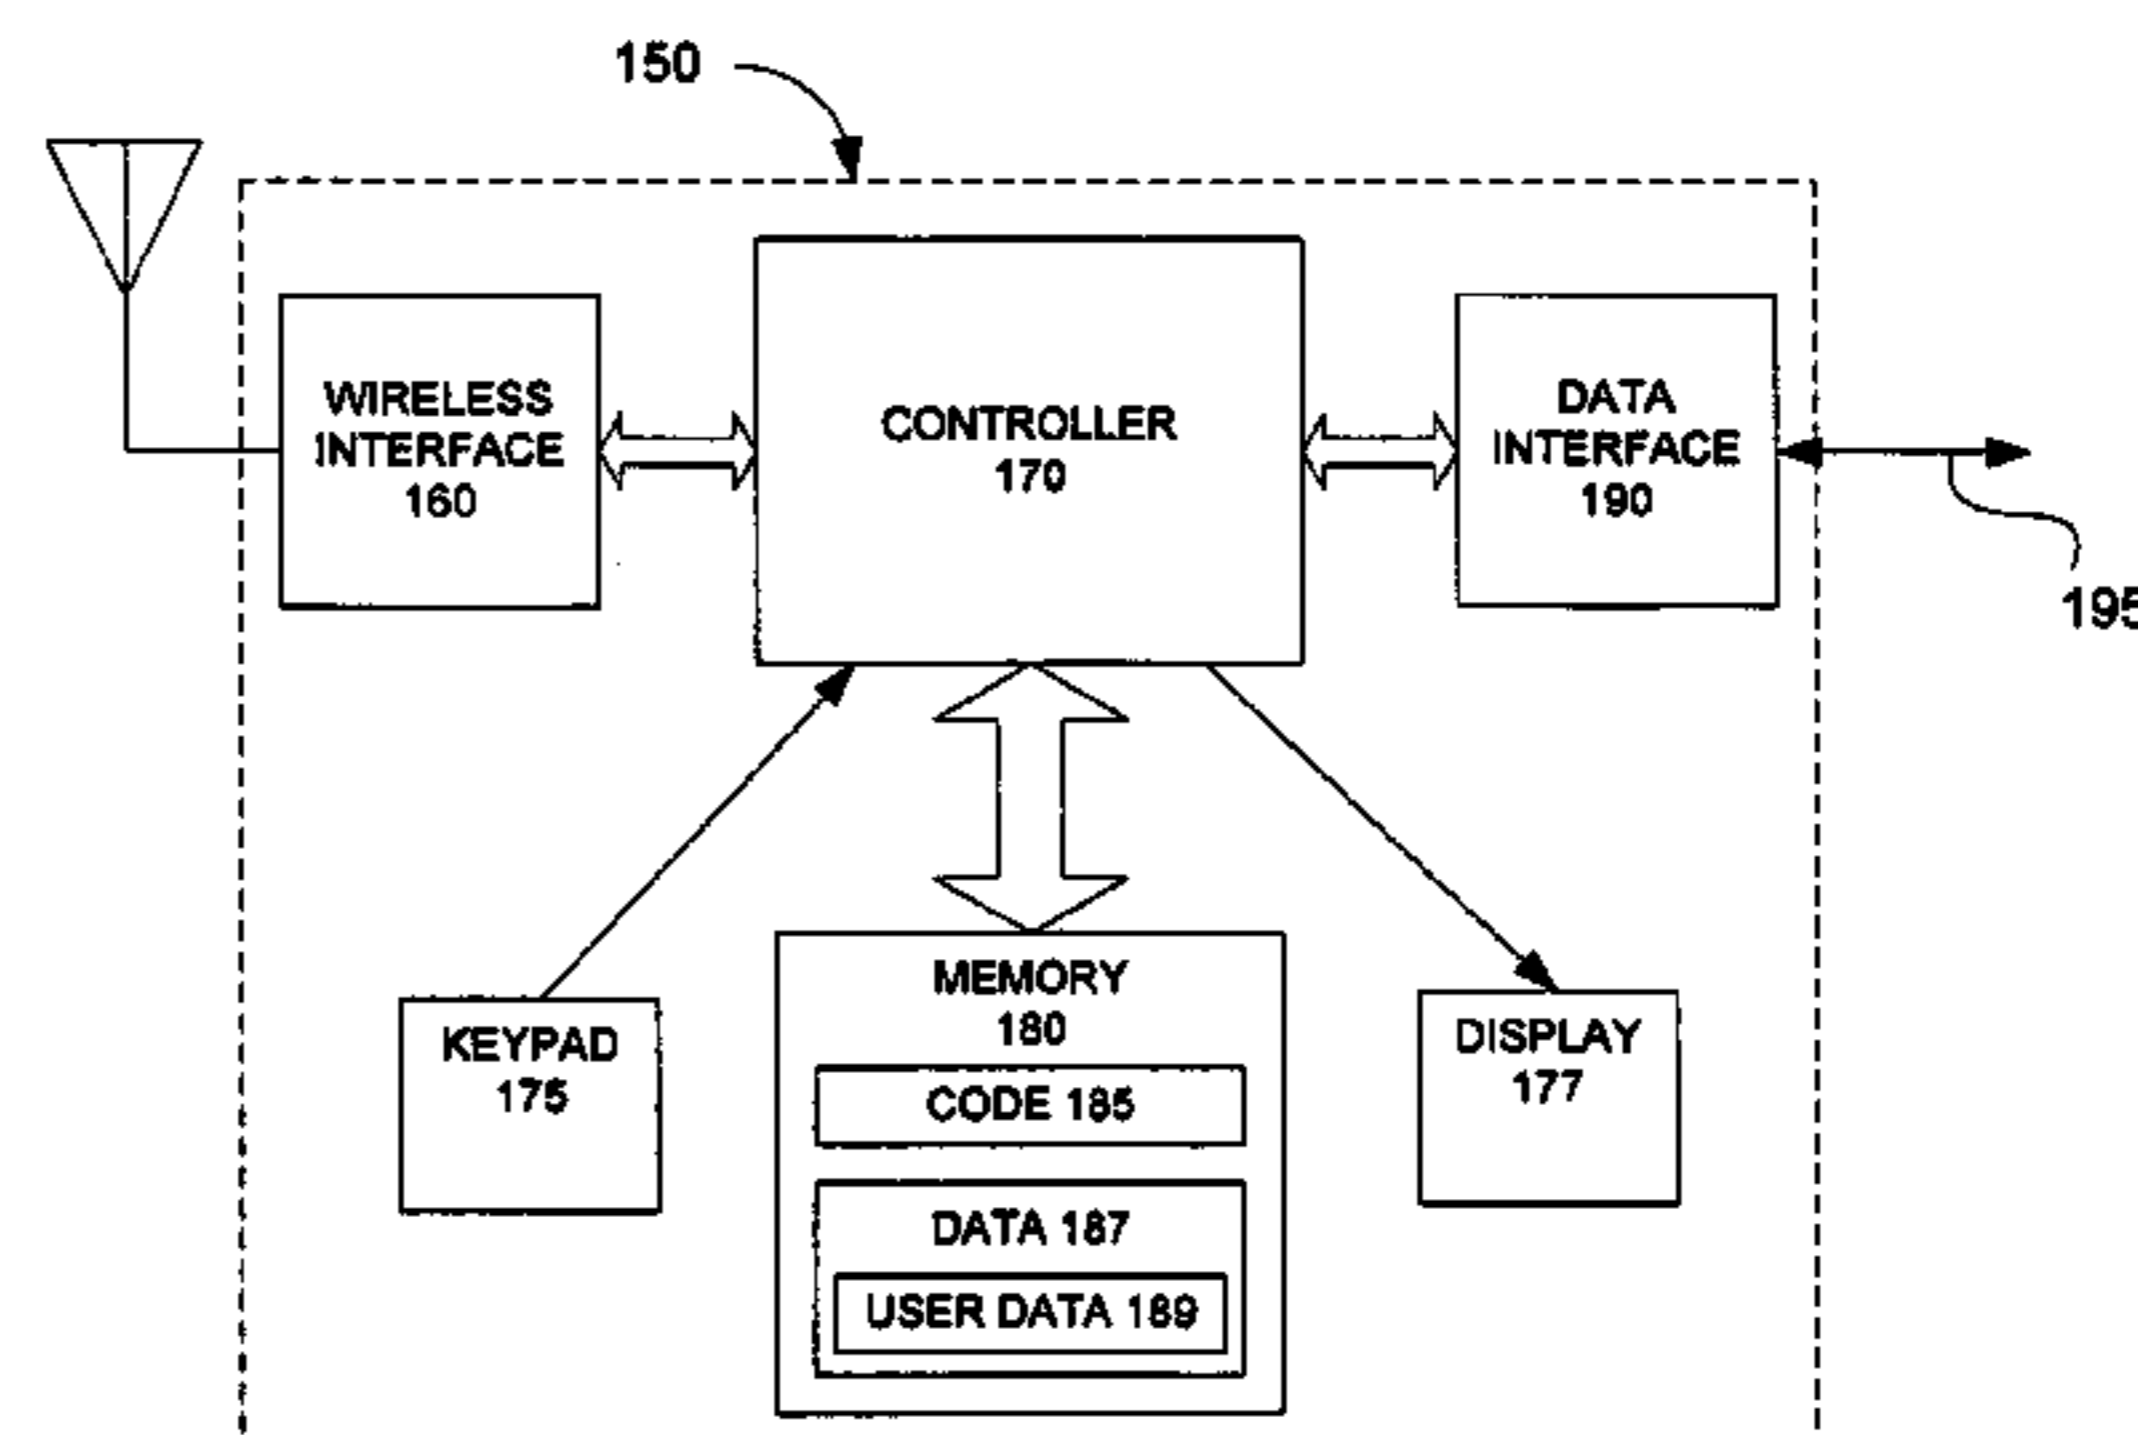 150
WIRELESS
INTERFACE
160
CONTROLLER
170
DATA
INTERFACE
190
195
KEYPAD
175
MEMORY
180
CODE 185
DATA 187
USER DATA 189
DISPLAY
177